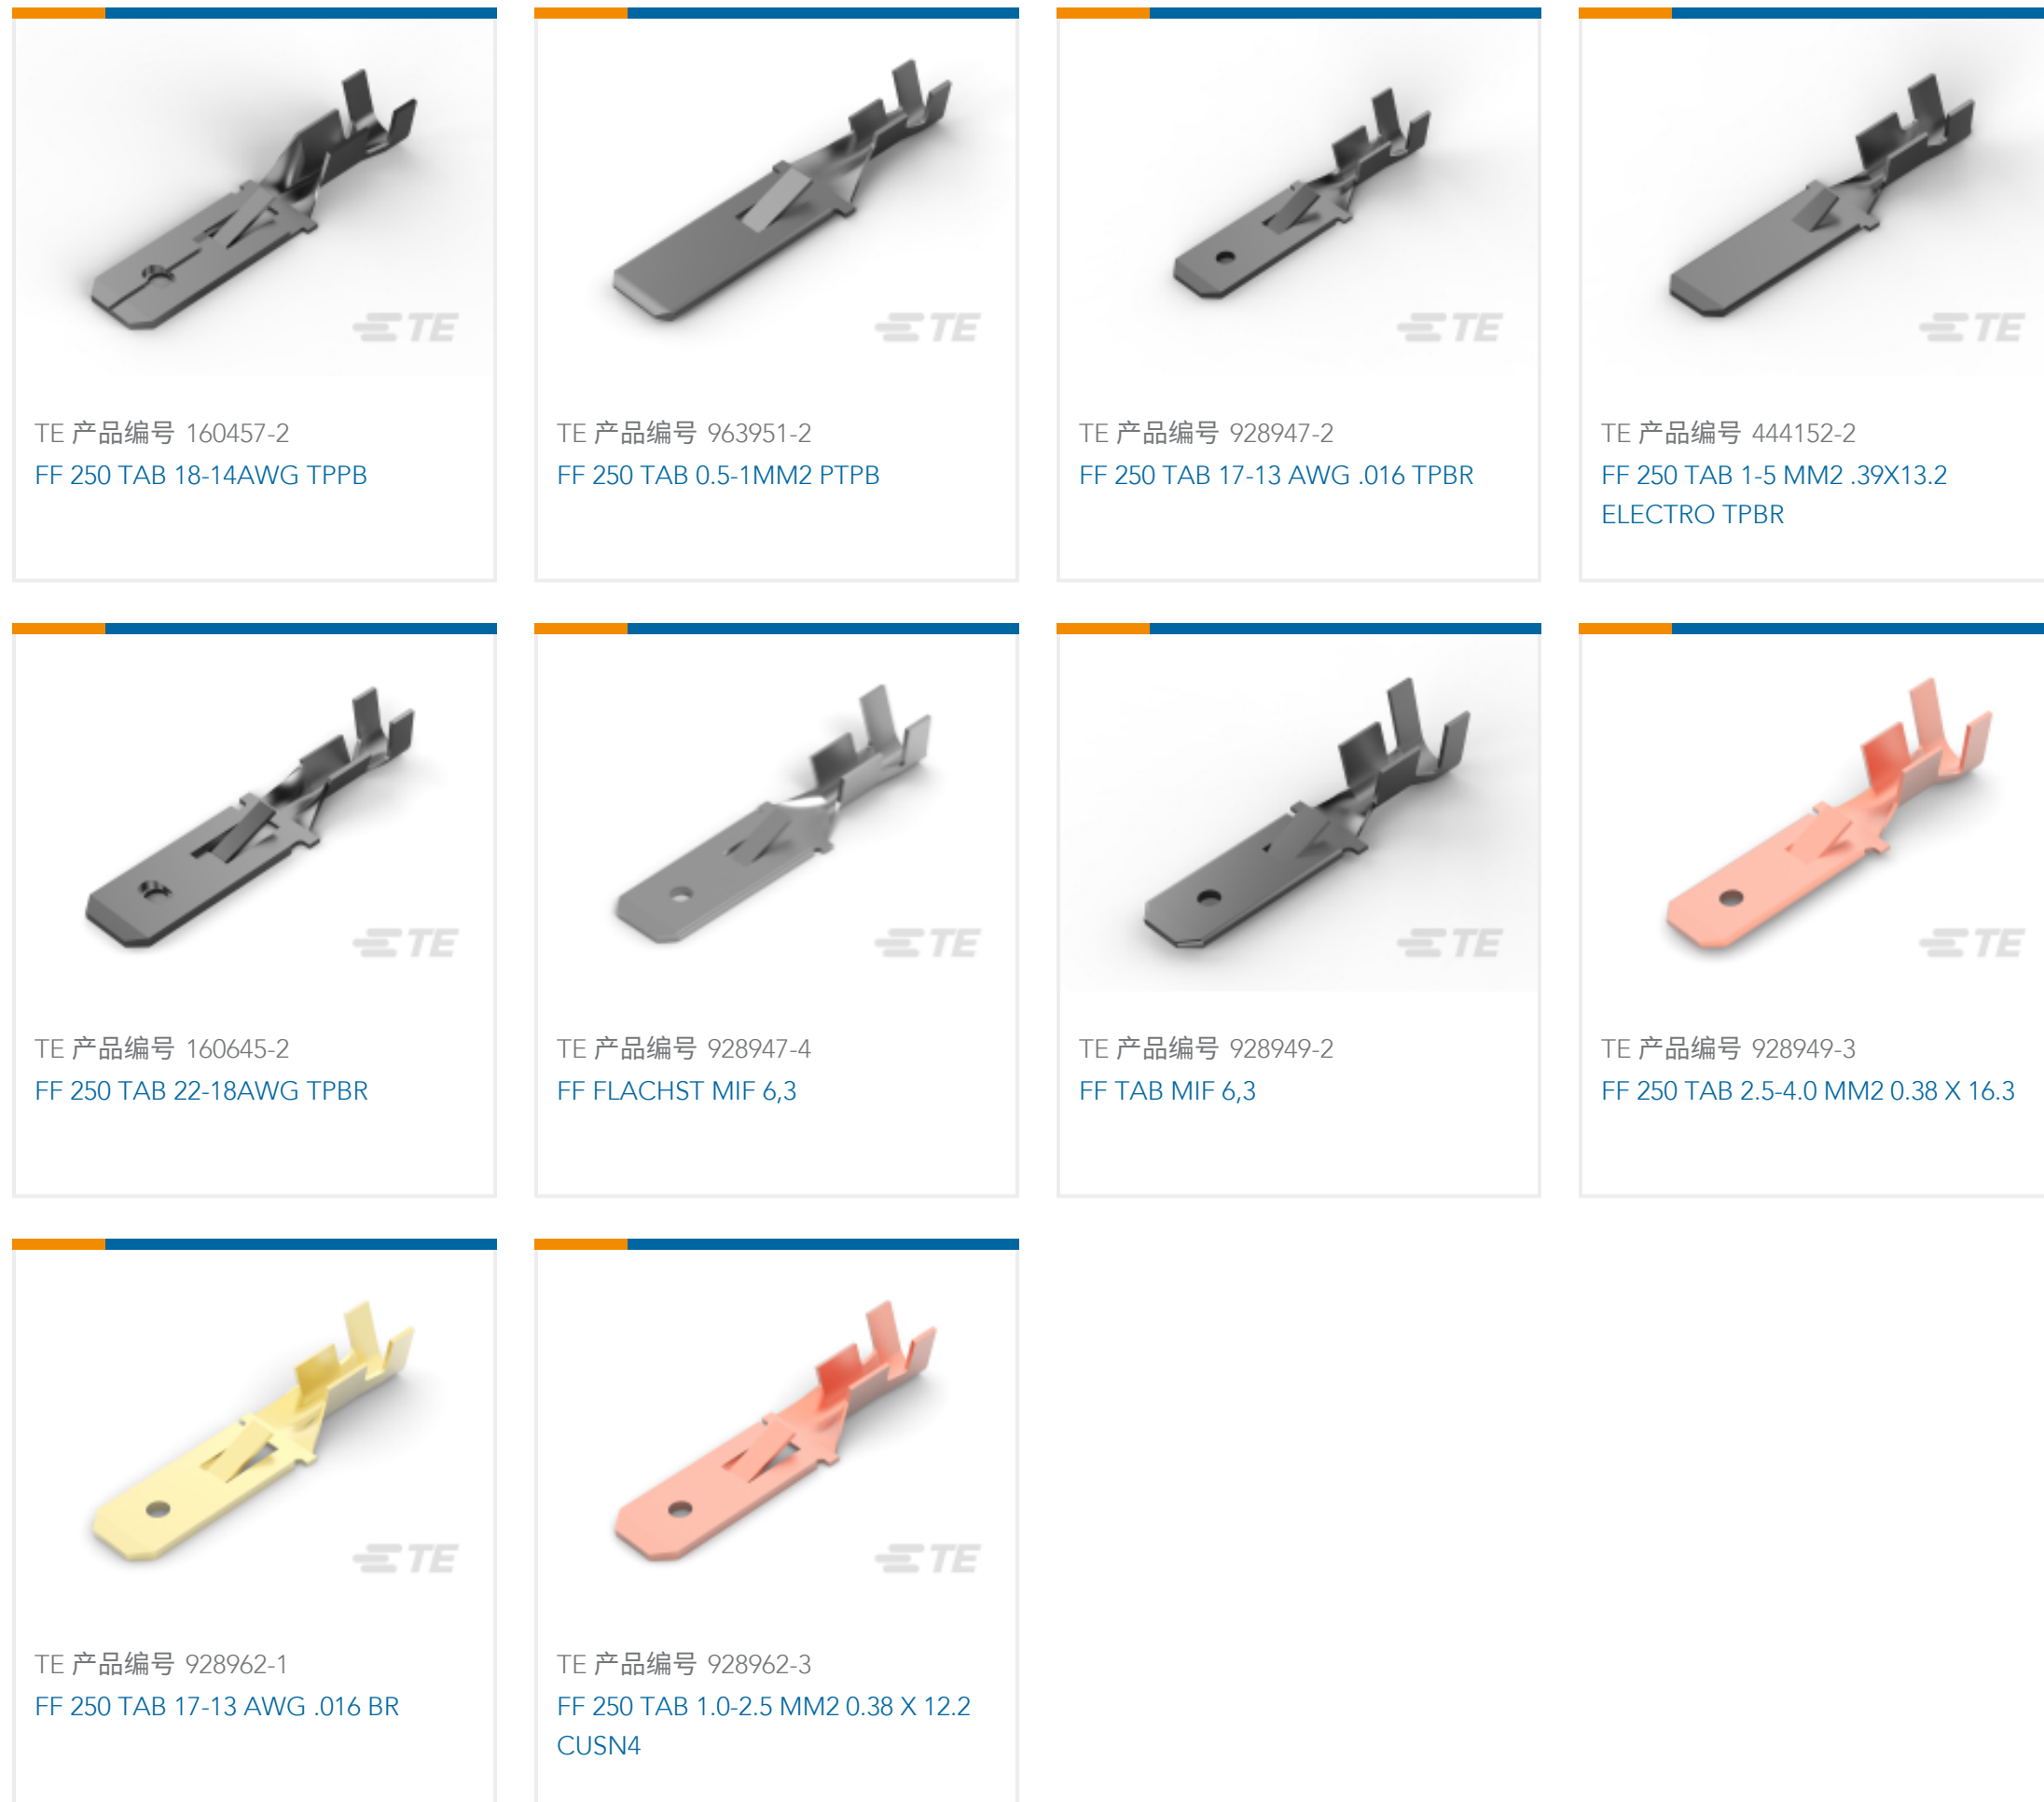 TE
TE 产品编号 160457-2
FF 250 TAB 18-14AWG TPPB
TE
TE 产品编号 963951-2
FF 250 TAB 0.5-1MM2 PTPB
TE
TE 产品编号 928947-2
FF 250 TAB 17-13 AWG .016 TPBR
TE
TE 产品编号 444152-2
FF 250 TAB 1-5 MM2 .39X13.2
ELECTRO TPBR
TE
TE 产品编号 160645-2
FF 250 TAB 22-18AWG TPBR
TE
TE 产品编号 928947-4
FF FLACHST MIF 6,3
TE
TE 产品编号 928949-2
FF TAB MIF 6,3
TE
TE 产品编号 928949-3
FF 250 TAB 2.5-4.0 MM2 0.38 X 16.3
TE
TE 产品编号 928962-1
FF 250 TAB 17-13 AWG .016 BR
TE
TE 产品编号 928962-3
FF 250 TAB 1.0-2.5 MM2 0.38 X 12.2
CUSN4